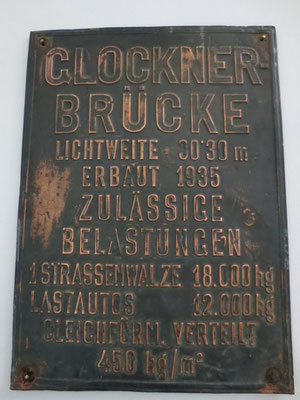 GLOCKNER-
BRÜCKE
LICHTWEITE 30·30 m
ERBAUT 1935
ZULÄSSIGE
BELASTUNGEN
1 STRASSENWALZE 18.000 kg
LASTAUTOS 12.000 kg
GLEICHFÖRM. VERTEILT
450 kg/m²